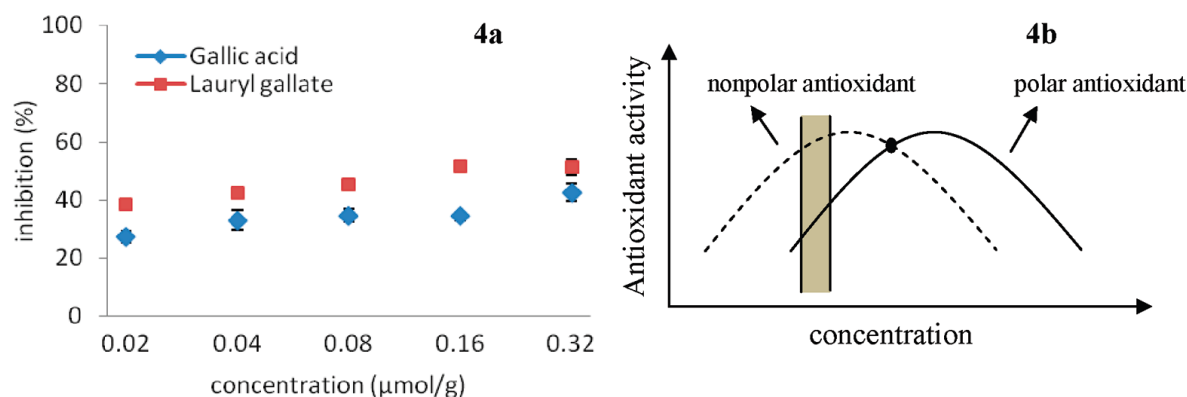 4a
100
80
60
40
20
0
inhibition (%)
Gallic acid
Lauryl gallate
0.02 0.04 0.08 0.16 0.32
concentration (μmol/g)
4b
Antioxidant activity
nonpolar antioxidant
polar antioxidant
concentration